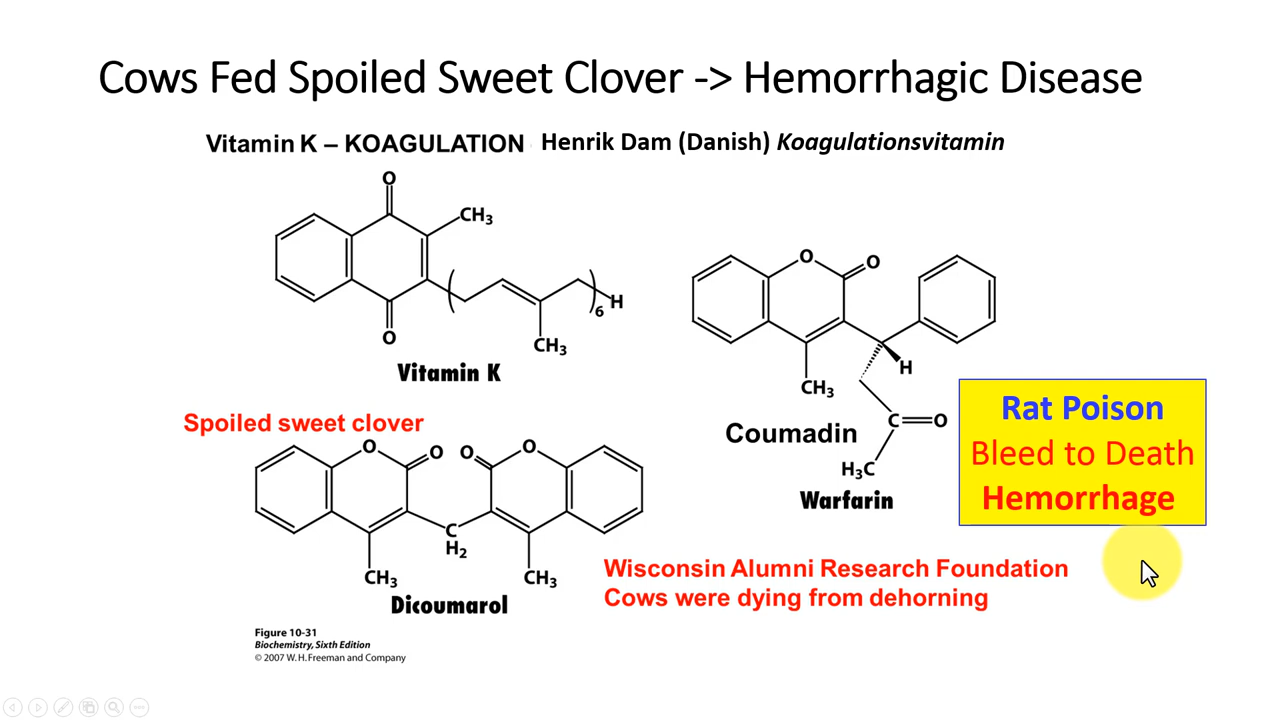 Cows Fed Spoiled Sweet Clover -> Hemorrhagic Disease
Vitamin K – KOAGULATION
Henrik Dam (Danish) Koagulationsvitamin
O
CH3
O
6
H
CH3
Vitamin K
O
O
H
CH3
C
O
H3C
Coumadin
Warfarin
Rat Poison
Bleed to Death
Hemorrhage
Spoiled sweet clover
O
O
O
O
C
H2
CH3
CH3
Dicoumarol
Wisconsin Alumni Research Foundation
Cows were dying from dehorning
Figure 10-31
Biochemistry, Sixth Edition
© 2007 W. H. Freeman and Company